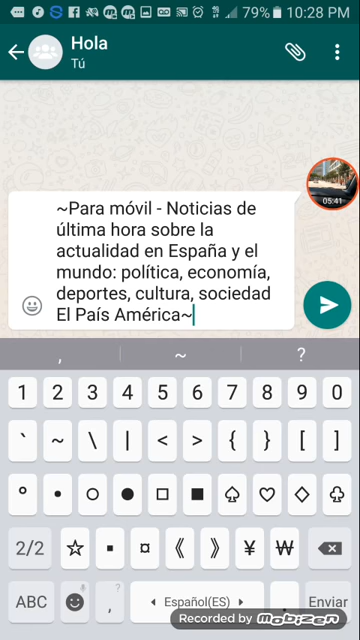 79% 10:28 PM
Hola
Tú
05:41
~Para móvil - Noticias de
última hora sobre la
actualidad en España y el
mundo: política, economía,
deportes, cultura, sociedad
El País América~
, ~ ?
1 2 3 4 5 6 7 8 9 0
` ~ \ | < > { } [ ]
° • ○ ● □ ■ ♤ ♡ ◇ ♧
2/2 ☆ ▪ ¤ 《 》 ¥ ₩
ABC , ? Español(ES) . Enviar
Recorded by Mobizen